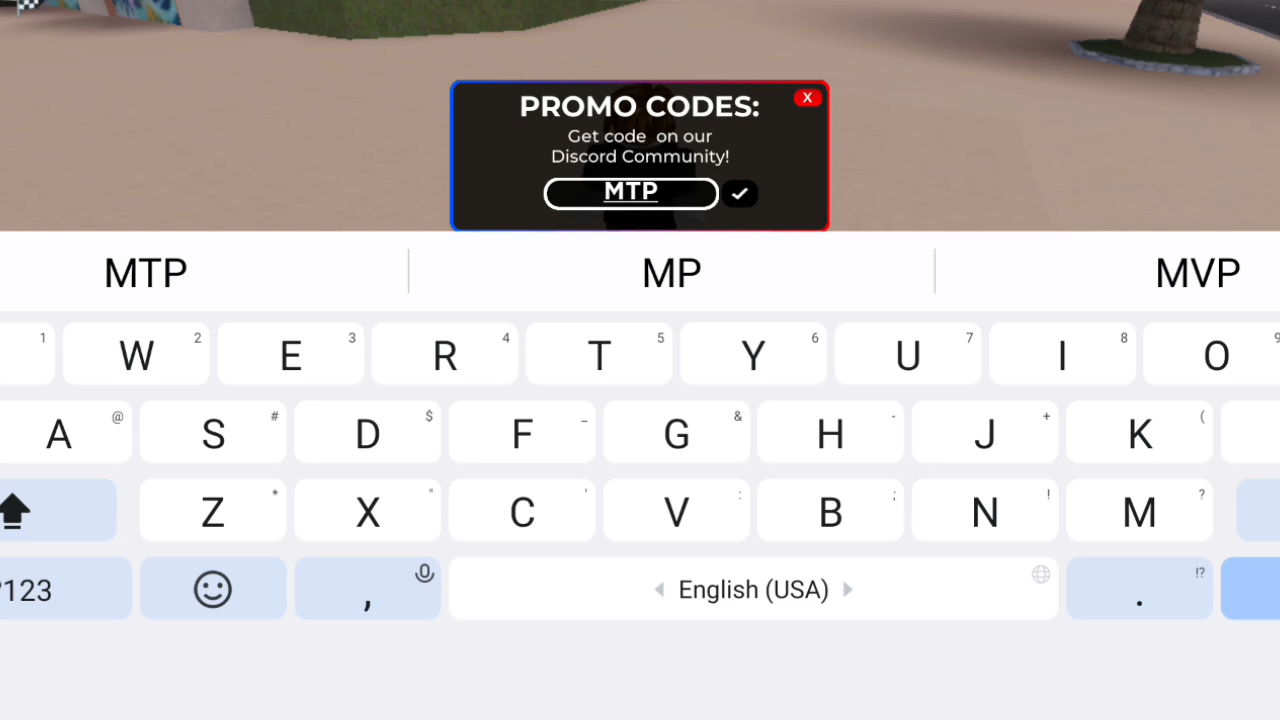 PROMO CODES:
X
Get code on our
Discord Community!
MTP
MTP MP MVP
1 2 3 4 5 6 7 8 9
W E R T Y U I O
@ # $ _ & - + (
A S D F G H J K
* " ' : ; ! ?
Z X C V B N M
?123 , English (USA) !? .